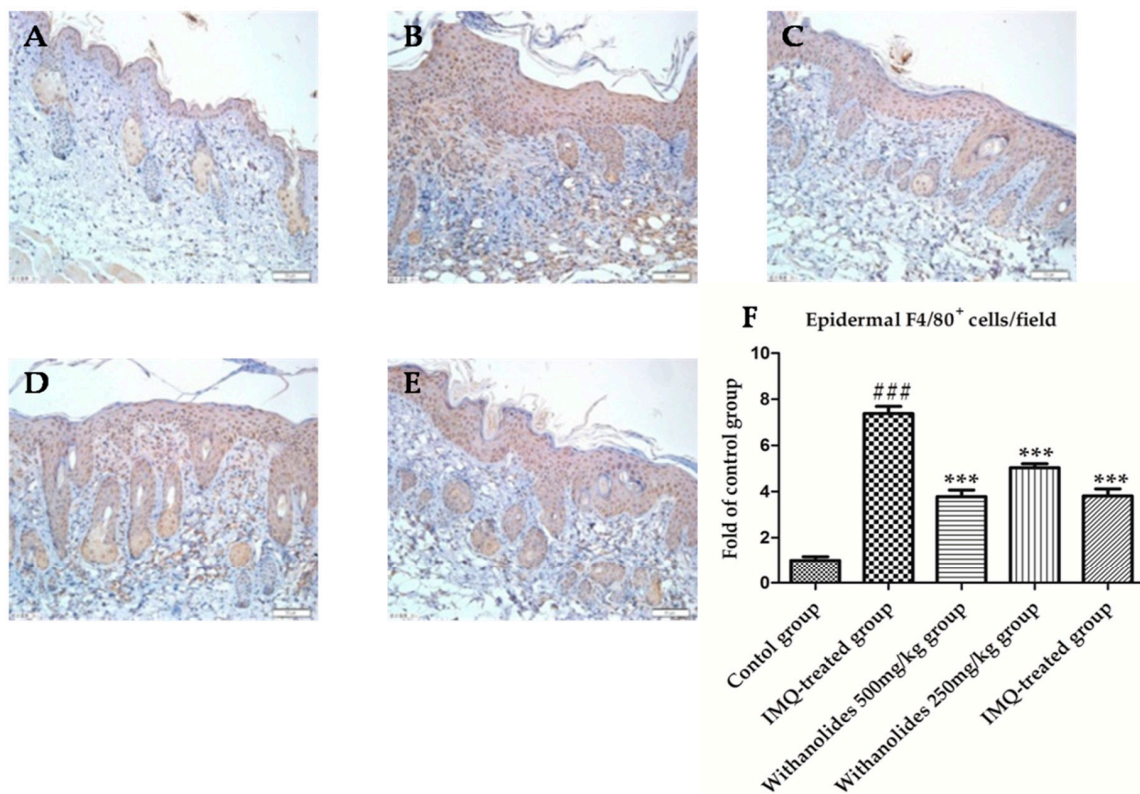 A
B
C
D
E
F
Epidermal F4/80+ cells/field
Fold of control group
10
8
6
4
2
0
###
***
***
***
Contol group
IMQ-treated group
Withanolides 500mg/kg group
Withanolides 250mg/kg group
IMQ-treated group